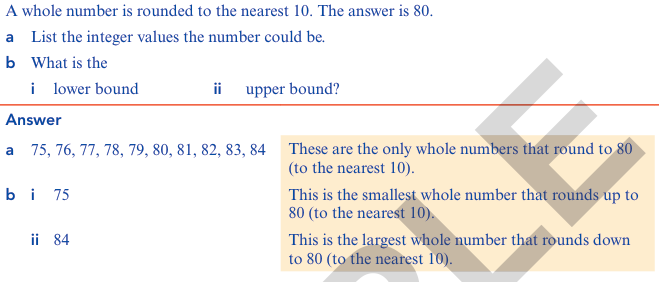 A whole number is rounded to the nearest 10. The answer is 80.
a List the integer values the number could be.
b What is the
i lower bound ii upper bound?
Answer
a 75, 76, 77, 78, 79, 80, 81, 82, 83, 84 These are the only whole numbers that round to 80
(to the nearest 10).
b i 75 This is the smallest whole number that rounds up to
80 (to the nearest 10).
ii 84 This is the largest whole number that rounds down
to 80 (to the nearest 10).
PLE